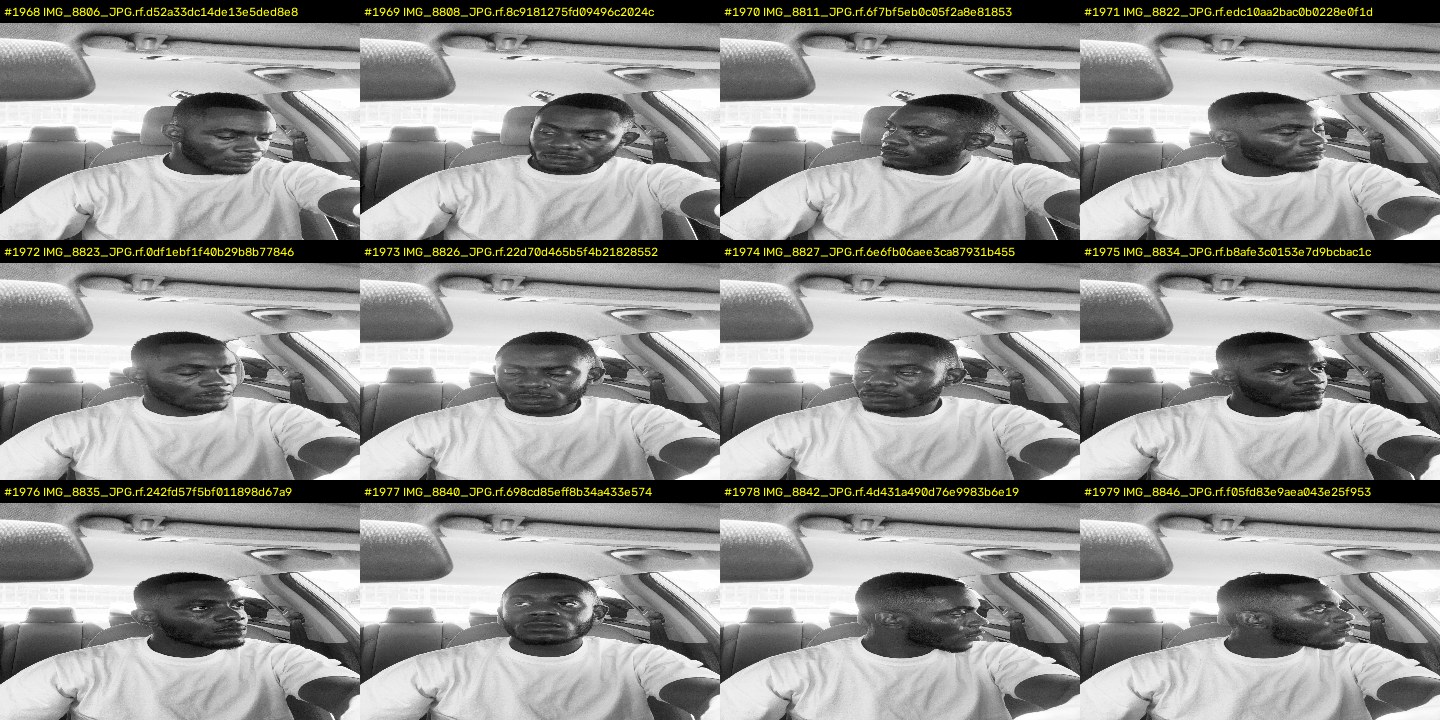 #1968 IMG_8806_JPG.rf.d52a33dc14de13e5ded8e8
#1969 IMG_8808_JPG.rf.8c9181275fd09496c2024c
#1970 IMG_8811_JPG.rf.6f7bf5eb0c05f2a8e81853
#1971 IMG_8822_JPG.rf.edc10aa2bac0b0228e0f1d
#1972 IMG_8823_JPG.rf.0df1ebf1f40b29b8b77846
#1973 IMG_8826_JPG.rf.22d70d465b5f4b21828552
#1974 IMG_8827_JPG.rf.6e6fb06aee3ca87931b455
#1975 IMG_8834_JPG.rf.b8afe3c0153e7d9bcbac1c
#1976 IMG_8835_JPG.rf.242fd57f5bf011898d67a9
#1977 IMG_8840_JPG.rf.698cd85eff8b34a433e574
#1978 IMG_8842_JPG.rf.4d431a490d76e9983b6e19
#1979 IMG_8846_JPG.rf.f05fd83e9aea043e25f953